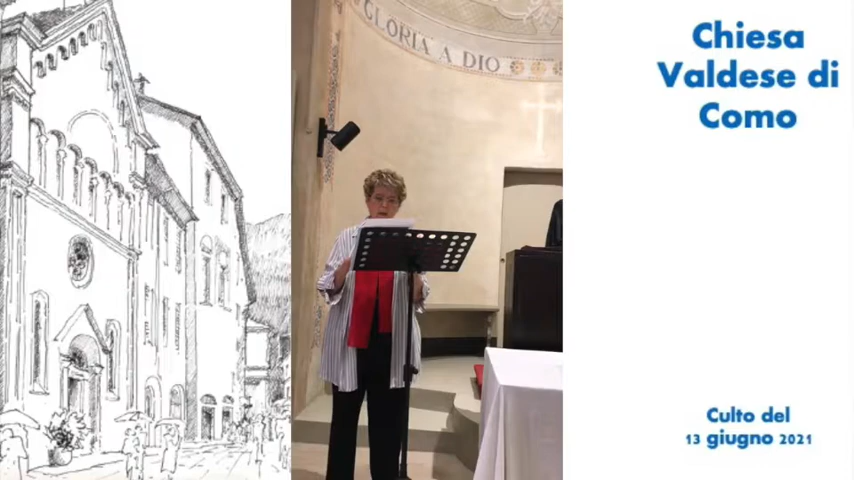 GLORIA A DIO
Chiesa
Valdese di
Como
Culto del
13 giugno 2021